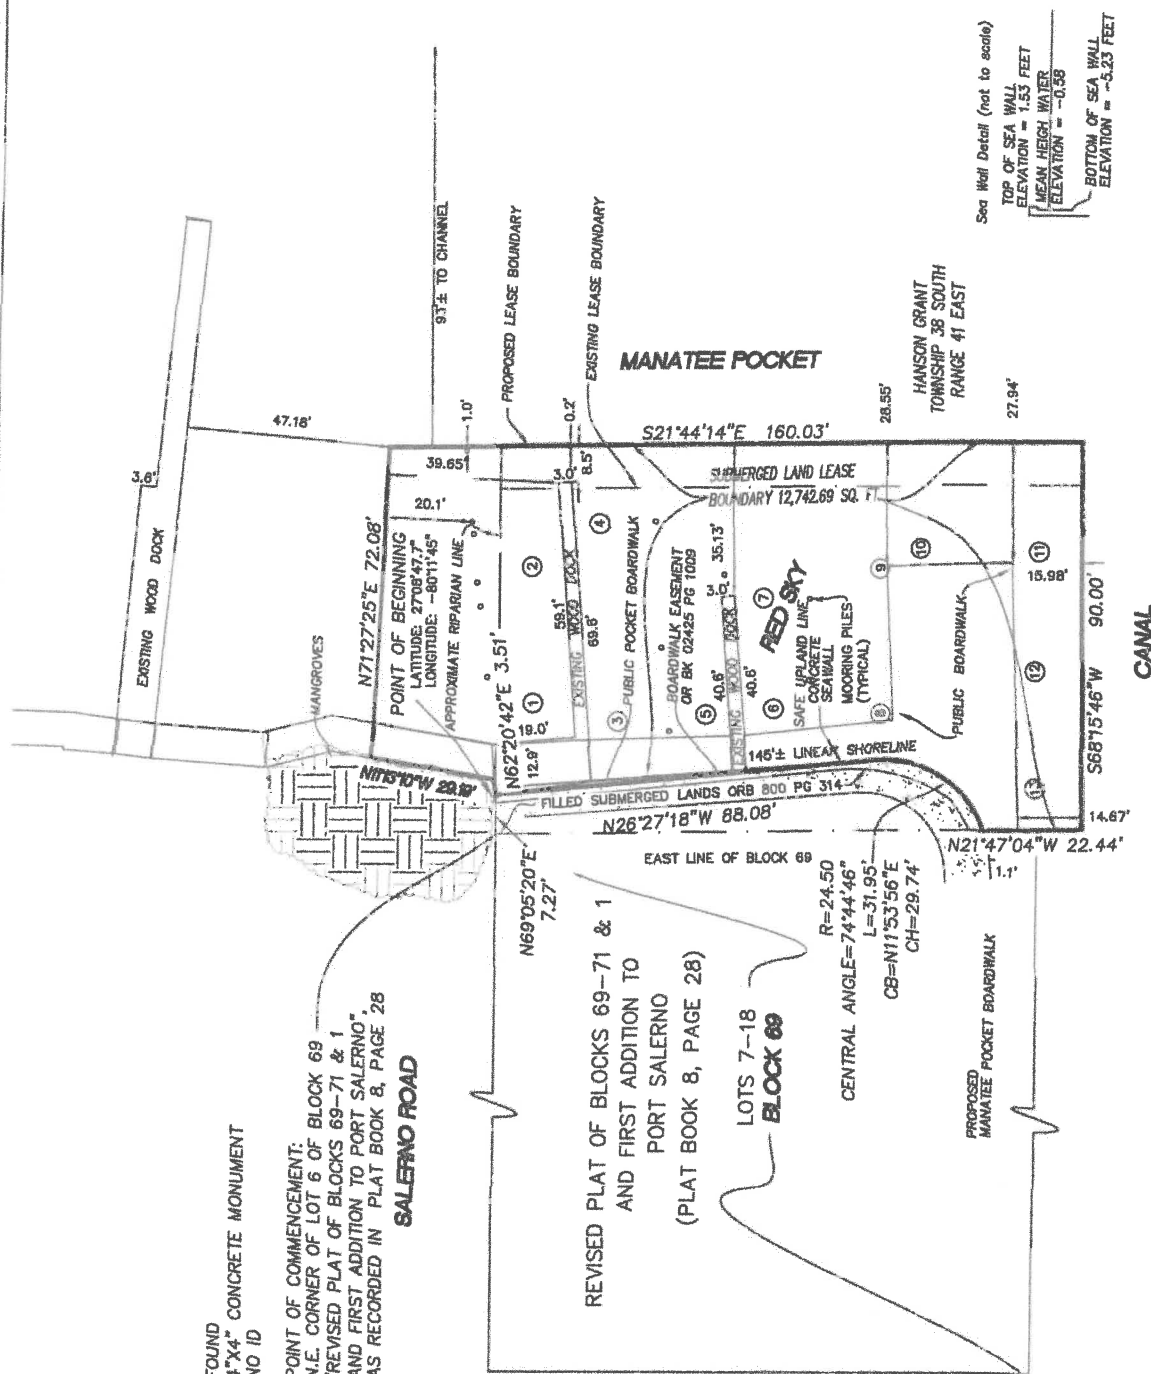 FOUND
4"X4" CONCRETE MONUMENT
NO ID
POINT OF COMMENCEMENT:
N.E. CORNER OF LOT 6 OF BLOCK 69
"REVISED PLAT OF BLOCKS 69-71 & 1
AND FIRST ADDITION TO PORT SALERNO",
AS RECORDED IN PLAT BOOK 8, PAGE 28
SALERNO ROAD
EXISTING WOOD DOCK
3.8'
47.18'
93'± TO CHANNEL
MANGROVES
N71°27'25"E 72.08'
POINT OF BEGINNING
LATITUDE: 27°08'47.7"
LONGITUDE: -80°11'45"
APPROXIMATE RIPARIAN LINE
20.1'
39.65'
1.0'
PROPOSED LEASE BOUNDARY
0.2'
EXISTING LEASE BOUNDARY
MANATEE POCKET
S21°44'14"E 160.03'
N62°20'42"E 3.51'
12.9'
19.0'
1
2
59.1'
EXISTING WOOD DOCK
69.6'
3.0'
8.5'
3
4
PUBLIC POCKET BOARDWALK
BOARDWALK EASEMENT
OR BK 02425 PG 1009
SUBMERGED LAND LEASE
BOUNDARY 12,742.69 SQ. FT.
5
40.6'
35.13'
EXISTING WOOD DOCK
40.6'
6
7
RED SKY
SAFE UPLAND LINE
CONCRETE
SEAWALL
MOORING PILES
(TYPICAL)
145'± LINEAR SHORELINE
8
9
28.55'
10
PUBLIC BOARDWALK
HANSON GRANT
TOWNSHIP 38 SOUTH
RANGE 41 EAST
27.94'
11
15.98'
12
13
14.67'
S68°15'46"W 90.00'
CANAL
FILLED SUBMERGED LANDS ORB 800 PG 314
N26°27'18"W 88.08'
EAST LINE OF BLOCK 69
N69°05'20"E
7.27'
N21°47'04"W 22.44'
1.1'
R=24.50
CENTRAL ANGLE=74°44'46"
L=31.95'
CB=N11°53'56"E
CH=29.74'
REVISED PLAT OF BLOCKS 69-71 & 1
AND FIRST ADDITION TO
PORT SALERNO
(PLAT BOOK 8, PAGE 28)
LOTS 7-18
BLOCK 69
PROPOSED
MANATEE POCKET BOARDWALK
Sea Wall Detail (not to scale)
TOP OF SEA WALL
ELEVATION = 1.53 FEET
MEAN HEIGH WATER
ELEVATION = -0.58
BOTTOM OF SEA WALL
ELEVATION = -5.23 FEET